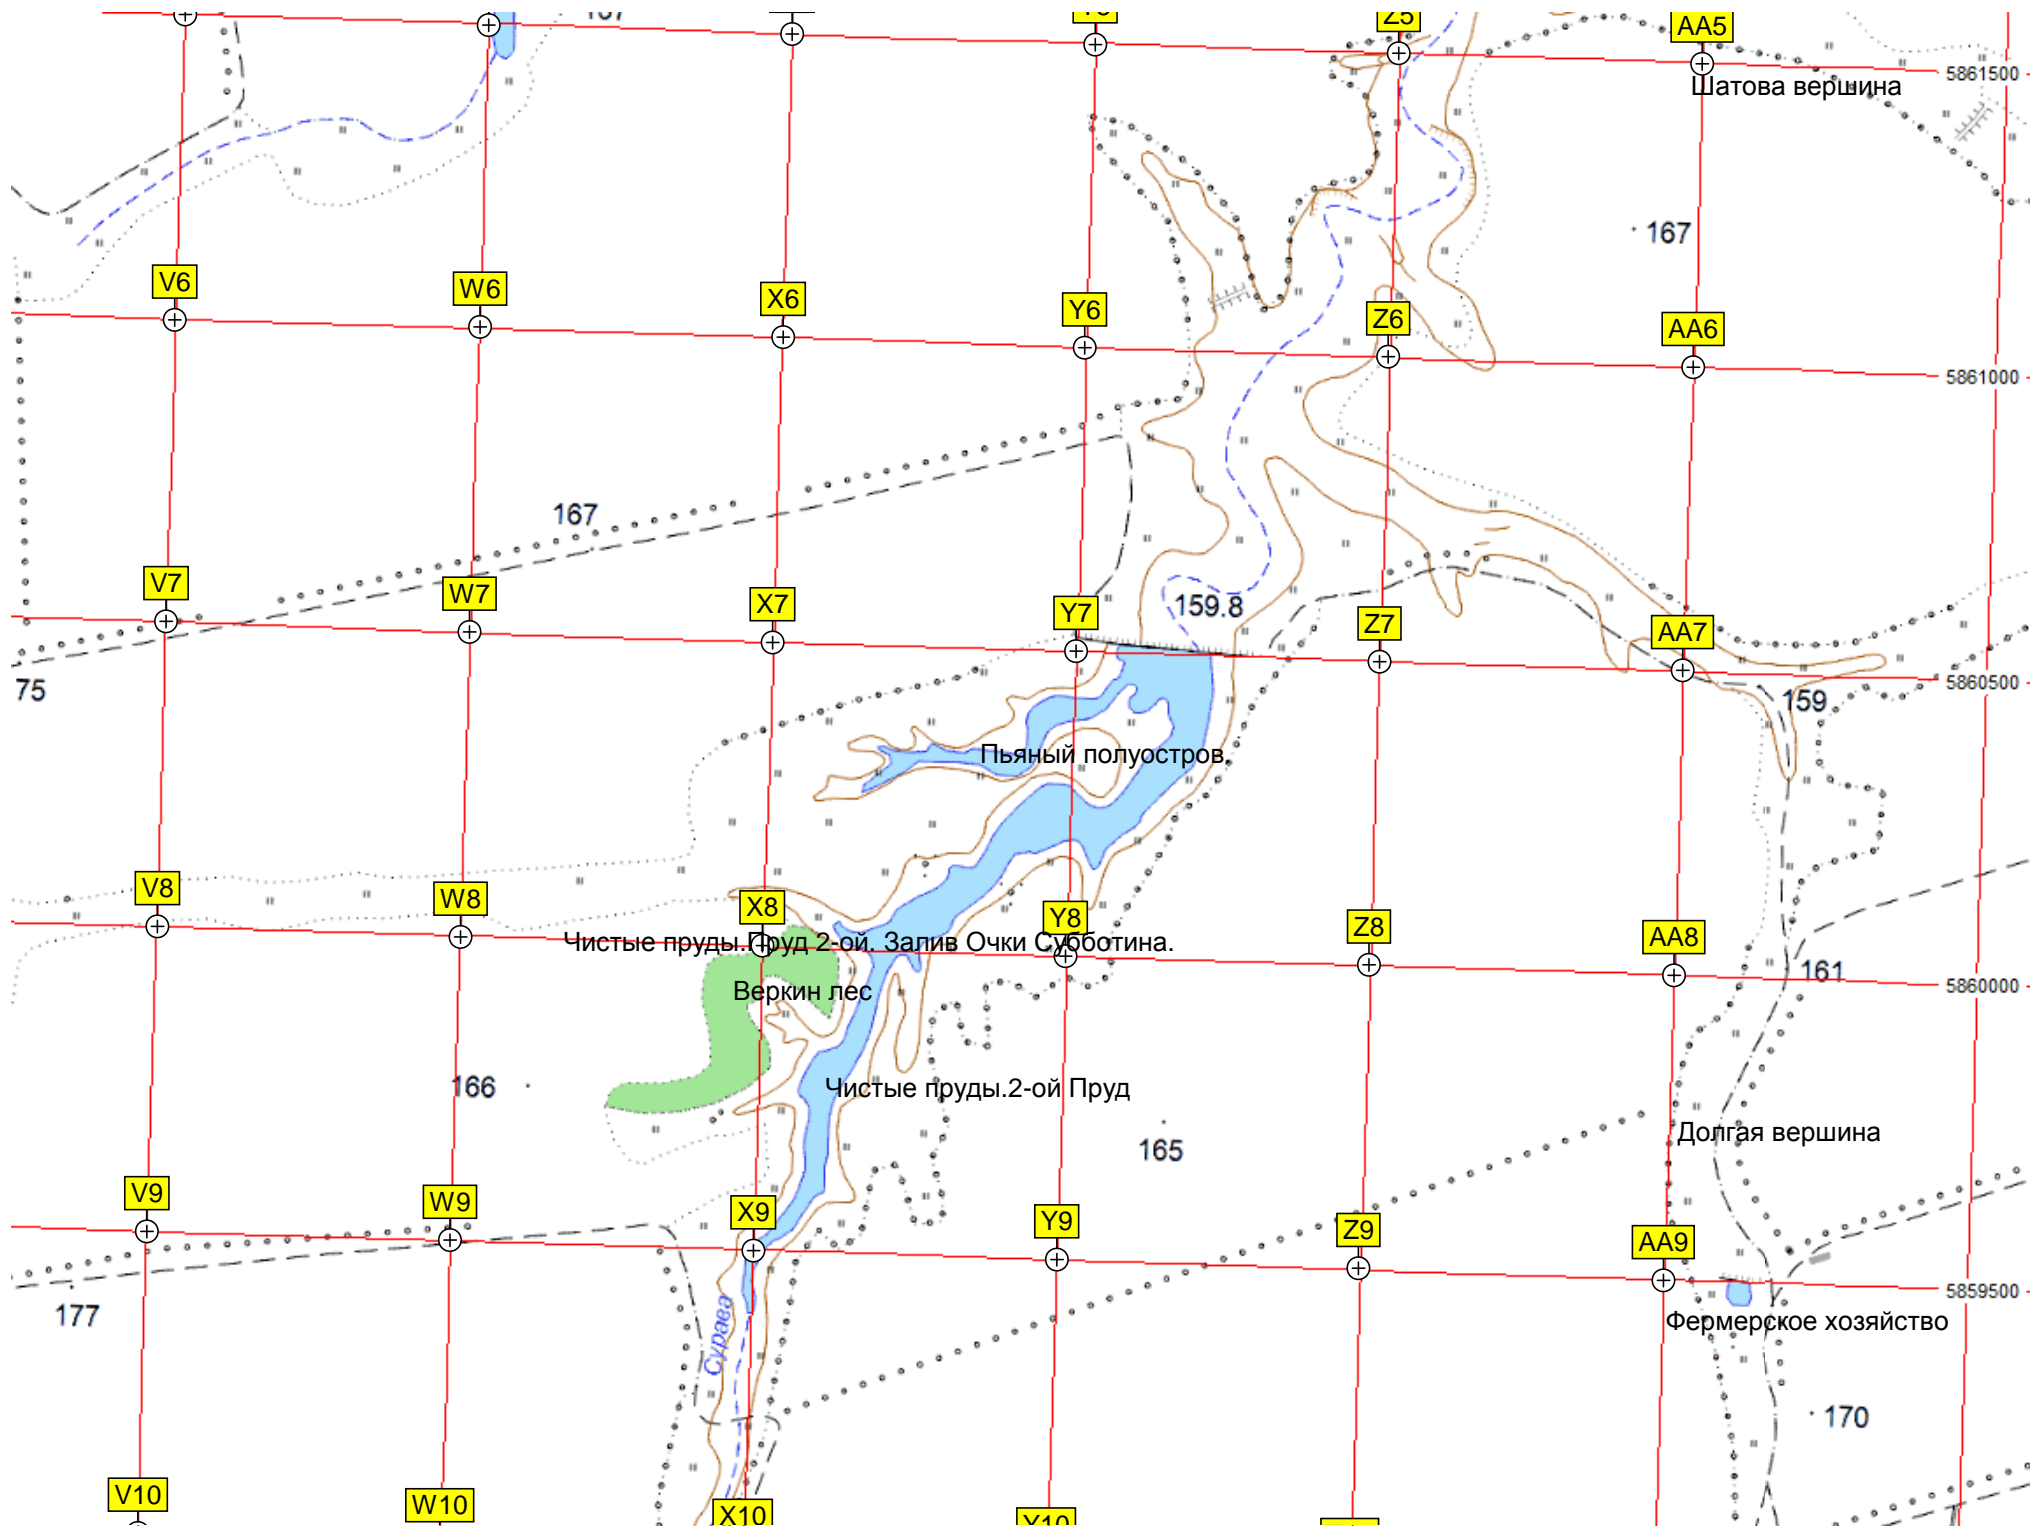 Z5
AA5
5861500
Шатова вершина
167
V6
W6
X6
Y6
Z6
AA6
5861000
167
V7
W7
X7
Y7
159.8
Z7
AA7
75
5860500
159
Пьяный полуостров.
V8
W8
X8
Y8
Z8
AA8
Чистые пруды.Пруд 2-ой. Залив Очки Субботина.
161
5860000
Веркин лес
166
Чистые пруды.2-ой Пруд
165
Долгая вершина
V9
W9
X9
Y9
Z9
AA9
5859500
177
Сурава
Фермерское хозяйство
170
V10
W10
X10
Y10